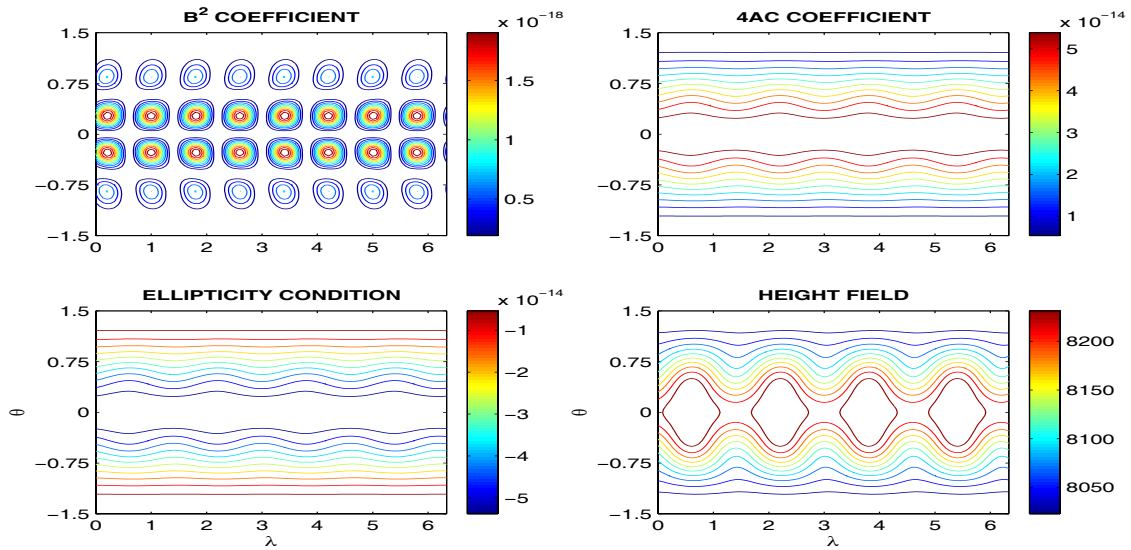 B² COEFFICIENT
x 10⁻¹⁸
1.5
0.75
0
−0.75
−1.5
0 1 2 3 4 5 6
1.5
1
0.5
4AC COEFFICIENT
x 10⁻¹⁴
1.5
0.75
0
−0.75
−1.5
0 1 2 3 4 5 6
5
4
3
2
1
ELLIPTICITY CONDITION
x 10⁻¹⁴
1.5
0.75
0
−0.75
−1.5
θ
0 1 2 3 4 5 6
λ
−1
−2
−3
−4
−5
HEIGHT FIELD
1.5
0.75
0
−0.75
−1.5
θ
0 1 2 3 4 5 6
λ
8200
8150
8100
8050